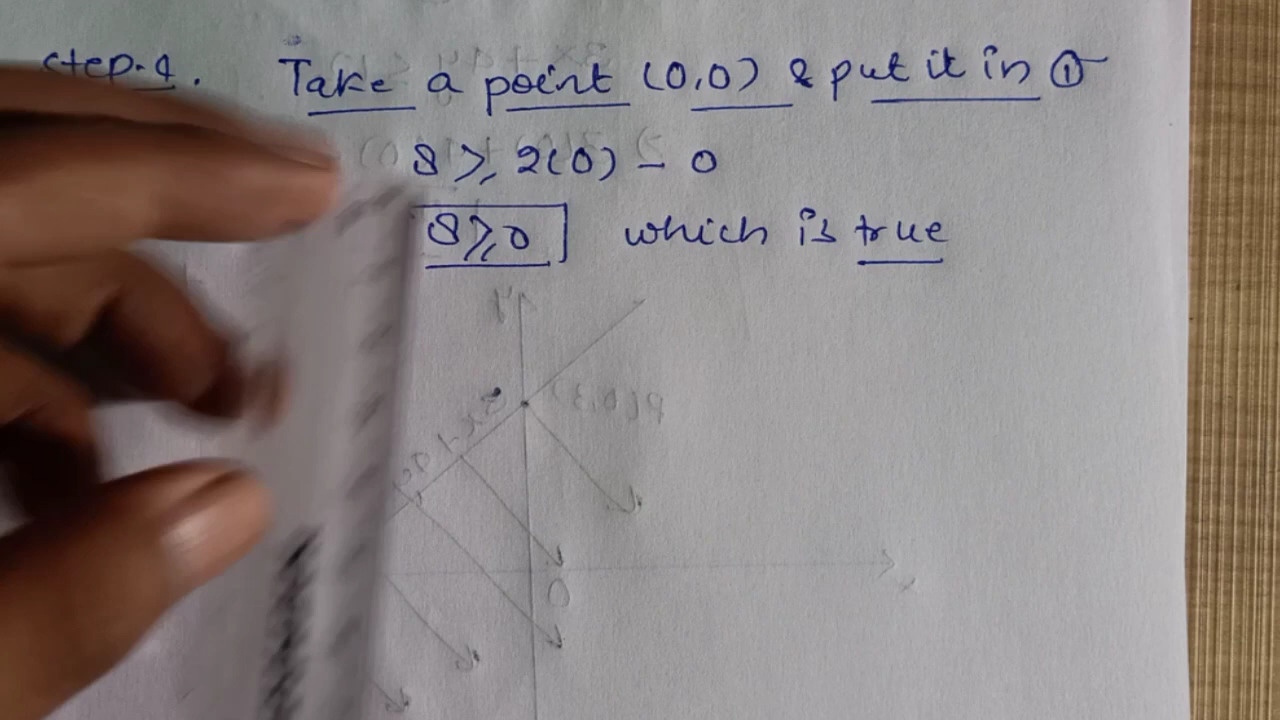 Step-4. Take a point (0,0) & put it in ①
8 ⩾ 2(0) - 0
8 ⩾ 0 which is true